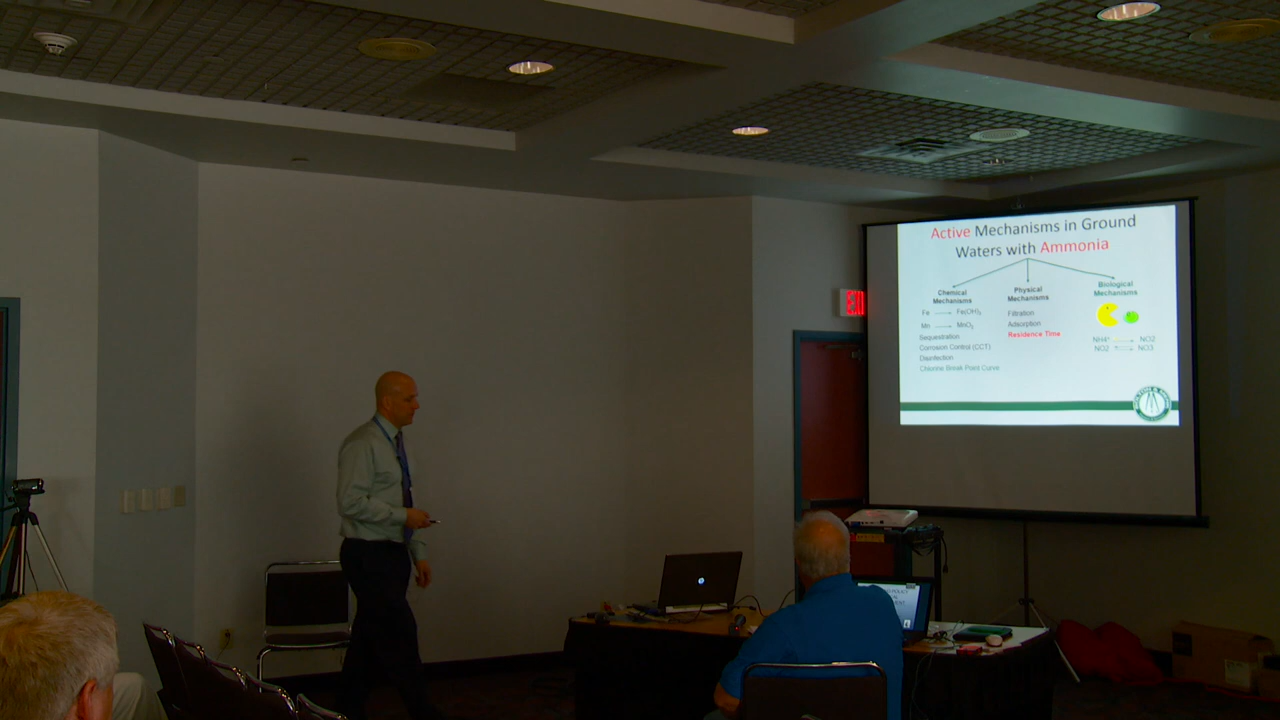 Active Mechanisms in Ground
Waters with Ammonia
Chemical
Mechanisms
Fe → Fe(OH)3
Mn → MnO2
Sequestration
Corrosion Control (CCT)
Disinfection
Chlorine Break Point Curve
Physical
Mechanisms
Filtration
Adsorption
Residence Time
Biological
Mechanisms
NH4+ → NO2
NO2 NO3
EXIT